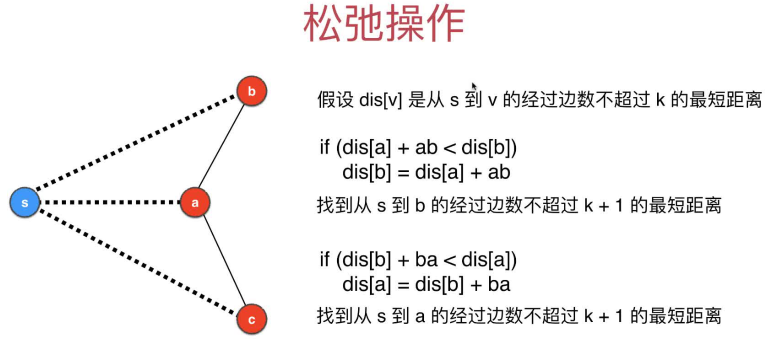 松弛操作
b
假设 dis[v] 是从 s 到 v 的经过边数不超过 k 的最短距离
if (dis[a] + ab < dis[b])
dis[b] = dis[a] + ab
s
a
找到从 s 到 b 的经过边数不超过 k + 1 的最短距离
if (dis[b] + ba < dis[a])
dis[a] = dis[b] + ba
c
找到从 s 到 a 的经过边数不超过 k + 1 的最短距离